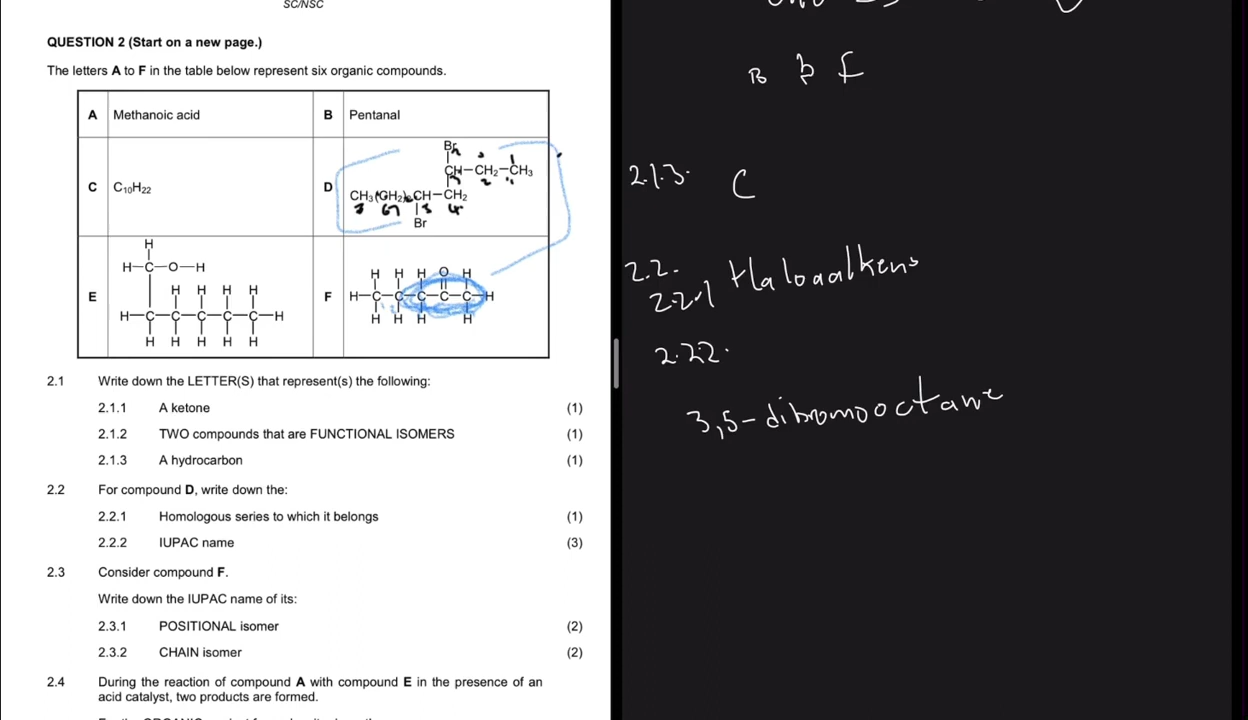 SC/NSC
QUESTION 2 (Start on a new page.)
The letters A to F in the table below represent six organic compounds.
A Methanoic acid B Pentanal
C C10H22 D
Br
CH–CH2–CH3
CH3(CH2)2CH–CH2
Br
E
H
H–C–O–H
H H H H
H–C–C–C–C–C–H
H H H H H
F
H H H O H
H–C–C–C–C–C–H
H H H H
2.1 Write down the LETTER(S) that represent(s) the following:
2.1.1 A ketone (1)
2.1.2 TWO compounds that are FUNCTIONAL ISOMERS (1)
2.1.3 A hydrocarbon (1)
2.2 For compound D, write down the:
2.2.1 Homologous series to which it belongs (1)
2.2.2 IUPAC name (3)
2.3 Consider compound F.
Write down the IUPAC name of its:
2.3.1 POSITIONAL isomer (2)
2.3.2 CHAIN isomer (2)
2.4 During the reaction of compound A with compound E in the presence of an
acid catalyst, two products are formed.
B & F
2.1.3. C
2.2.
2.2.1 Haloaalkens
2.2.2.
3,5-dibromooctane